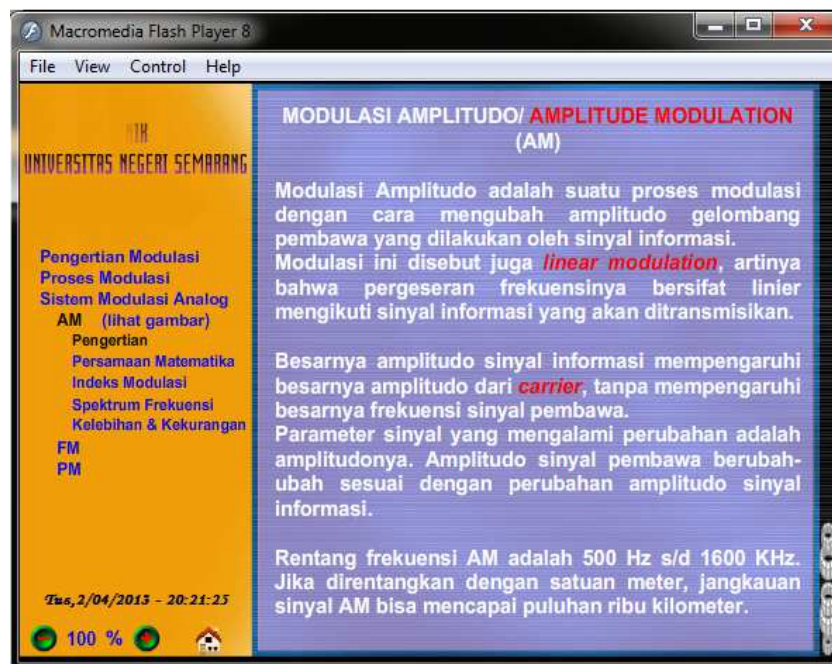 Macromedia Flash Player 8
File View Control Help
UNIVERSITAS NEGERI SEMARANG
Pengertian Modulasi
Proses Modulasi
Sistem Modulasi Analog
AM (lihat gambar)
Pengertian
Persamaan Matematika
Indeks Modulasi
Spektrum Frekuensi
Kelebihan & Kekurangan
FM
PM
Tus,2/04/2013 - 20:21:25
100 %
MODULASI AMPLITUDO/ AMPLITUDE MODULATION
(AM)
Modulasi Amplitudo adalah suatu proses modulasi
dengan cara mengubah amplitudo gelombang
pembawa yang dilakukan oleh sinyal informasi.
Modulasi ini disebut juga linear modulation, artinya
bahwa pergeseran frekuensinya bersifat linier
mengikuti sinyal informasi yang akan ditransmisikan.
Besarnya amplitudo sinyal informasi mempengaruhi
besarnya amplitudo dari carrier, tanpa mempengaruhi
besarnya frekuensi sinyal pembawa.
Parameter sinyal yang mengalami perubahan adalah
amplitudonya. Amplitudo sinyal pembawa berubah-
ubah sesuai dengan perubahan amplitudo sinyal
informasi.
Rentang frekuensi AM adalah 500 Hz s/d 1600 KHz.
Jika direntangkan dengan satuan meter, jangkauan
sinyal AM bisa mencapai puluhan ribu kilometer.